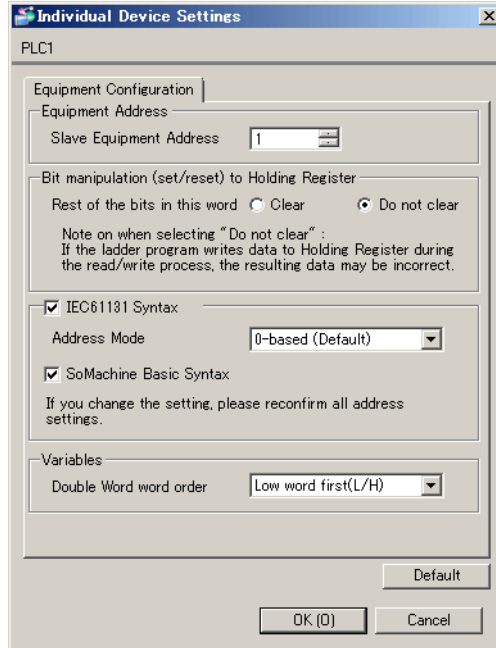 Individual Device Settings
PLC1
Equipment Configuration
Equipment Address
Slave Equipment Address 1
Bit manipulation (set/reset) to Holding Register
Rest of the bits in this word Clear Do not clear
Note on when selecting "Do not clear" :
If the ladder program writes data to Holding Register during
the read/write process, the resulting data may be incorrect.
IEC61131 Syntax
Address Mode 0-based (Default)
SoMachine Basic Syntax
If you change the setting, please reconfirm all address
settings.
Variables
Double Word word order Low word first(L/H)
Default
OK (O) Cancel